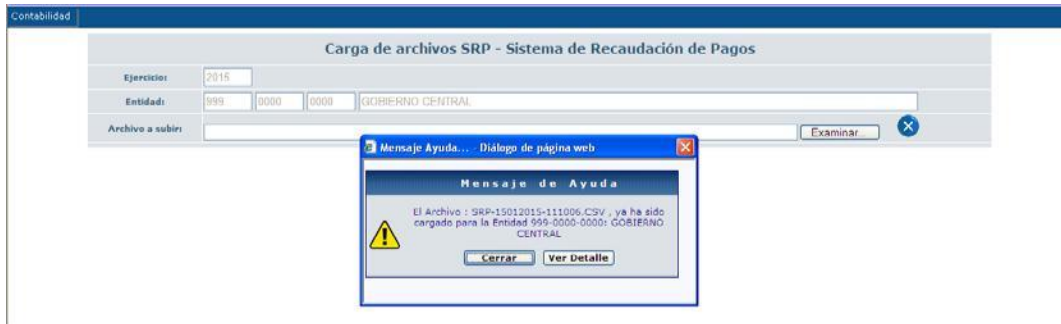 Contabilidad
Carga de archivos SRP - Sistema de Recaudación de Pagos
Ejercicio: 2015
Entidad: 999 0000 0000 GOBIERNO CENTRAL
Archivo a subir: Examinar...
Mensaje Ayuda... - Diálogo de página web
Mensaje de Ayuda
El Archivo : SRP-15012015-111006.CSV , ya ha sido
cargado para la Entidad 999-0000-0000: GOBIERNO
CENTRAL
Cerrar Ver Detalle